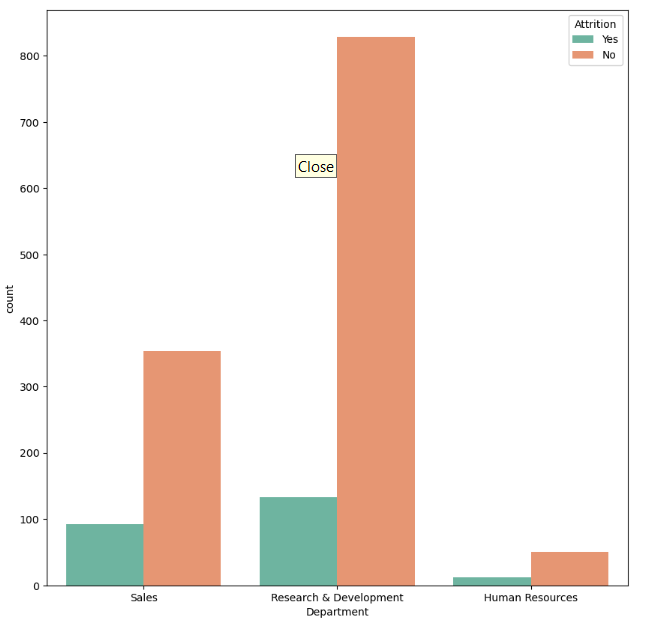 Attrition
Yes
No
800
700
600
500
400
300
200
100
0
count
Close
Sales
Research & Development
Human Resources
Department